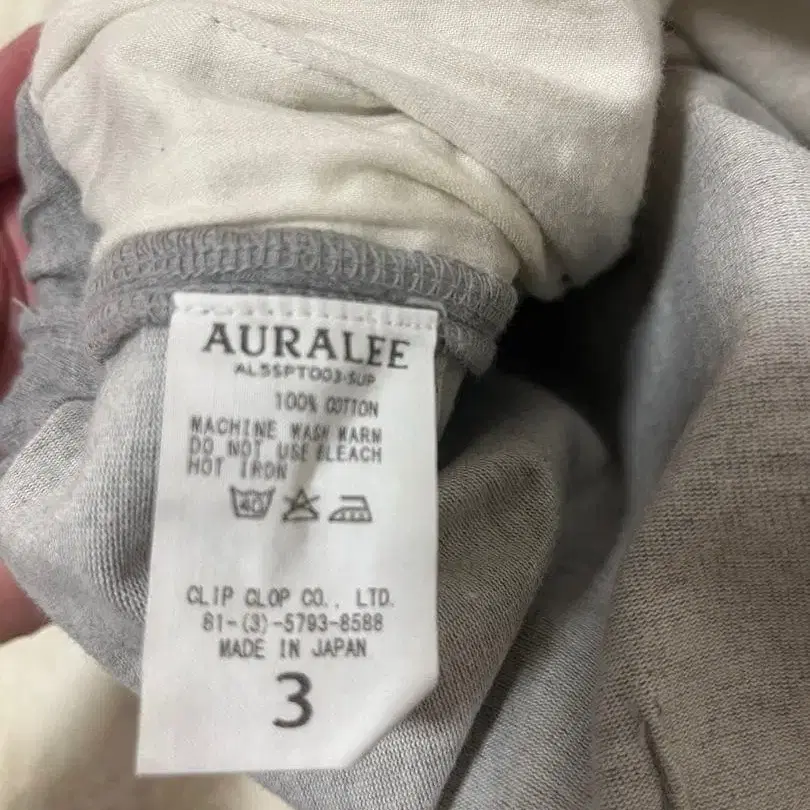 AURALEE
AL5SPT003-SUP
100% COTTON
MACHINE WASH WARM
DO NOT USE BLEACH
HOT IRON
40
CLIP CLOP CO., LTD.
81-(3)-5793-8588
MADE IN JAPAN
3